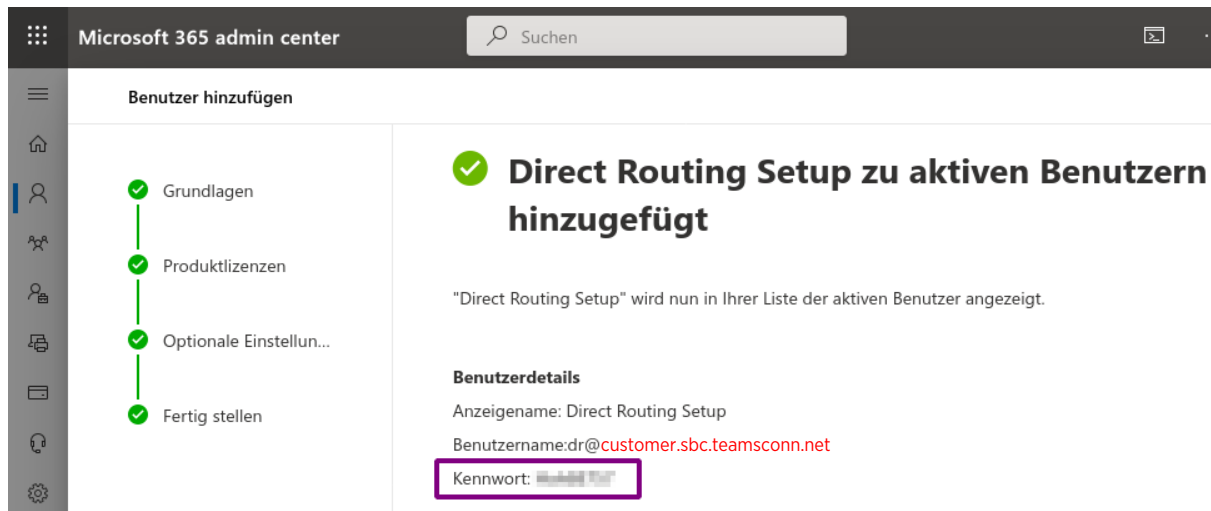 Microsoft 365 admin center
Suchen
Benutzer hinzufügen
Grundlagen
Produktlizenzen
Optionale Einstellun...
Fertig stellen
Direct Routing Setup zu aktiven Benutzern
hinzugefügt
"Direct Routing Setup" wird nun in Ihrer Liste der aktiven Benutzer angezeigt.
Benutzerdetails
Anzeigename: Direct Routing Setup
Benutzername:dr@customer.sbc.teamsconn.net
Kennwort: